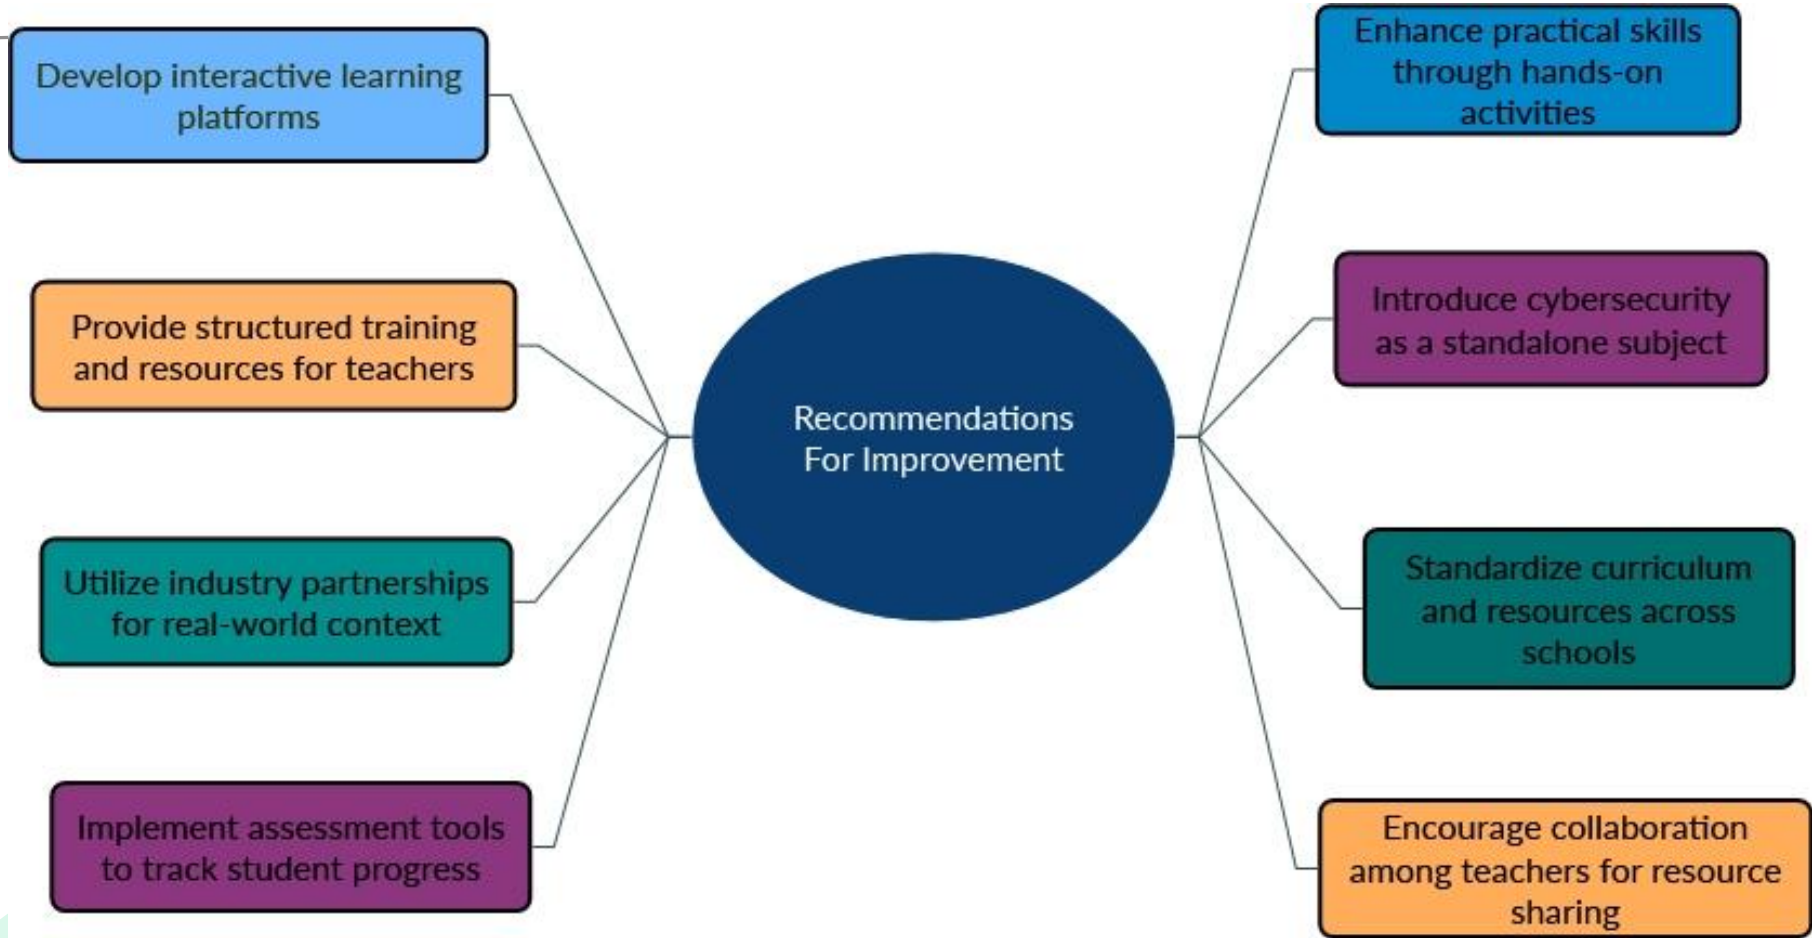 Develop interactive learning
platforms
Provide structured training
and resources for teachers
Utilize industry partnerships
for real-world context
Implement assessment tools
to track student progress
Recommendations
For Improvement
Enhance practical skills
through hands-on
activities
Introduce cybersecurity
as a standalone subject
Standardize curriculum
and resources across
schools
Encourage collaboration
among teachers for resource
sharing